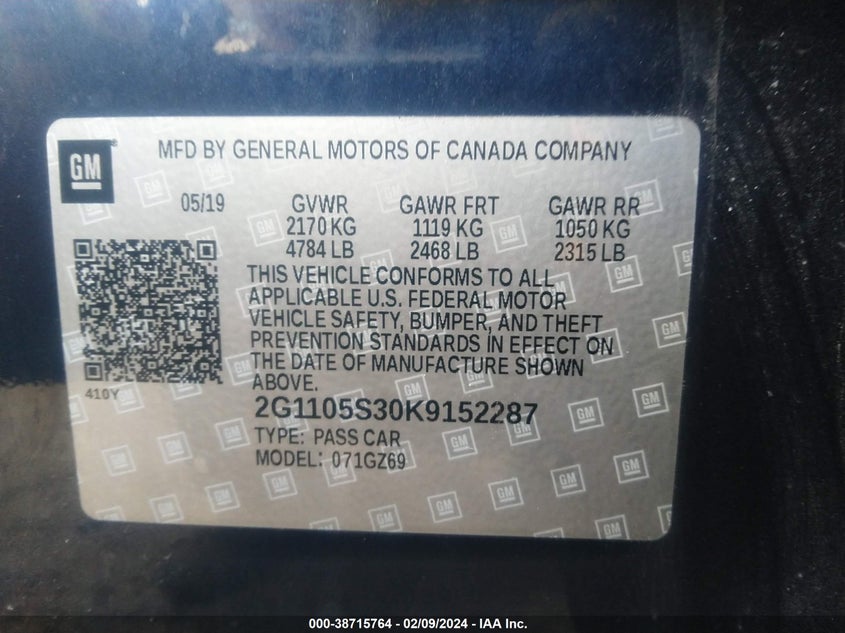 GM
MFD BY GENERAL MOTORS OF CANADA COMPANY
05/19 GVWR GAWR FRT GAWR RR
2170 KG 1119 KG 1050 KG
4784 LB 2468 LB 2315 LB
THIS VEHICLE CONFORMS TO ALL
APPLICABLE U.S. FEDERAL MOTOR
VEHICLE SAFETY, BUMPER, AND THEFT
PREVENTION STANDARDS IN EFFECT ON
THE DATE OF MANUFACTURE SHOWN
ABOVE.
410Y
2G1105S30K9152287
TYPE: PASS CAR
MODEL: 071GZ69
000-38715764 - 02/09/2024 - IAA Inc.